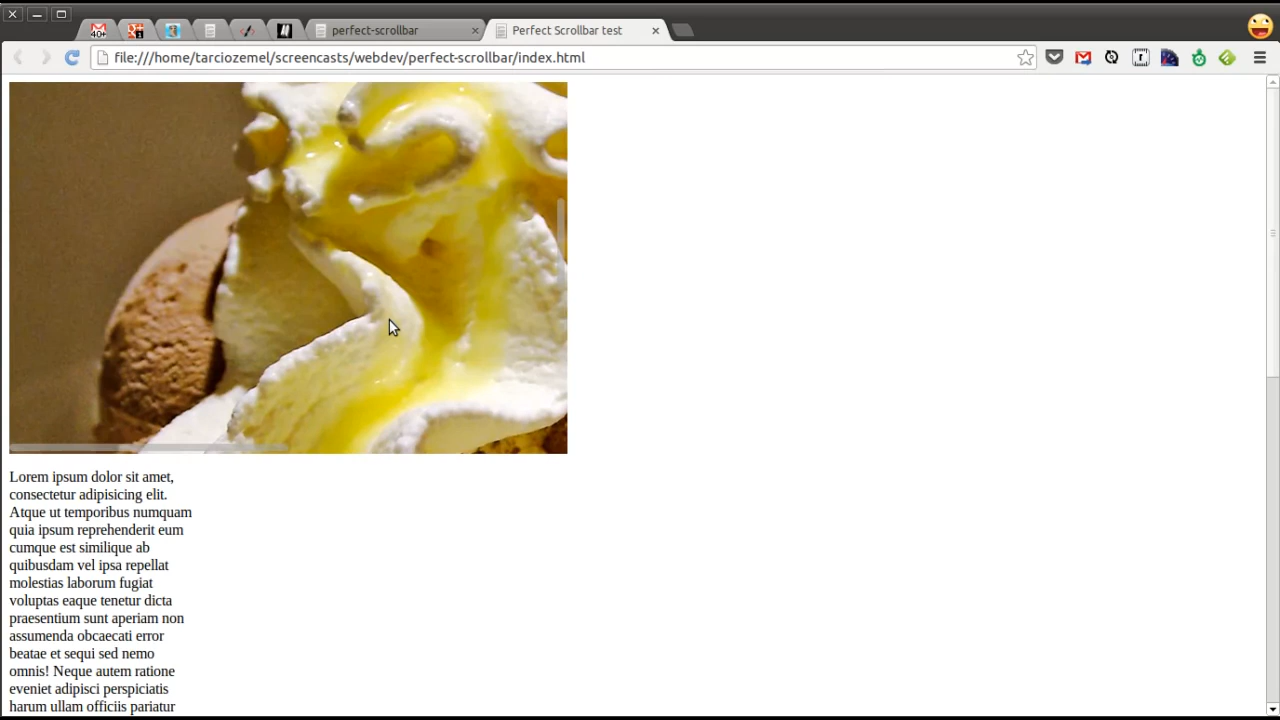 40+
perfect-scrollbar
Perfect Scrollbar test
file:///home/tarciozemel/screencasts/webdev/perfect-scrollbar/index.html
Lorem ipsum dolor sit amet,
consectetur adipisicing elit.
Atque ut temporibus numquam
quia ipsum reprehenderit eum
cumque est similique ab
quibusdam vel ipsa repellat
molestias laborum fugiat
voluptas eaque tenetur dicta
praesentium sunt aperiam non
assumenda obcaecati error
beatae et sequi sed nemo
omnis! Neque autem ratione
eveniet adipisci perspiciatis
harum ullam officiis pariatur